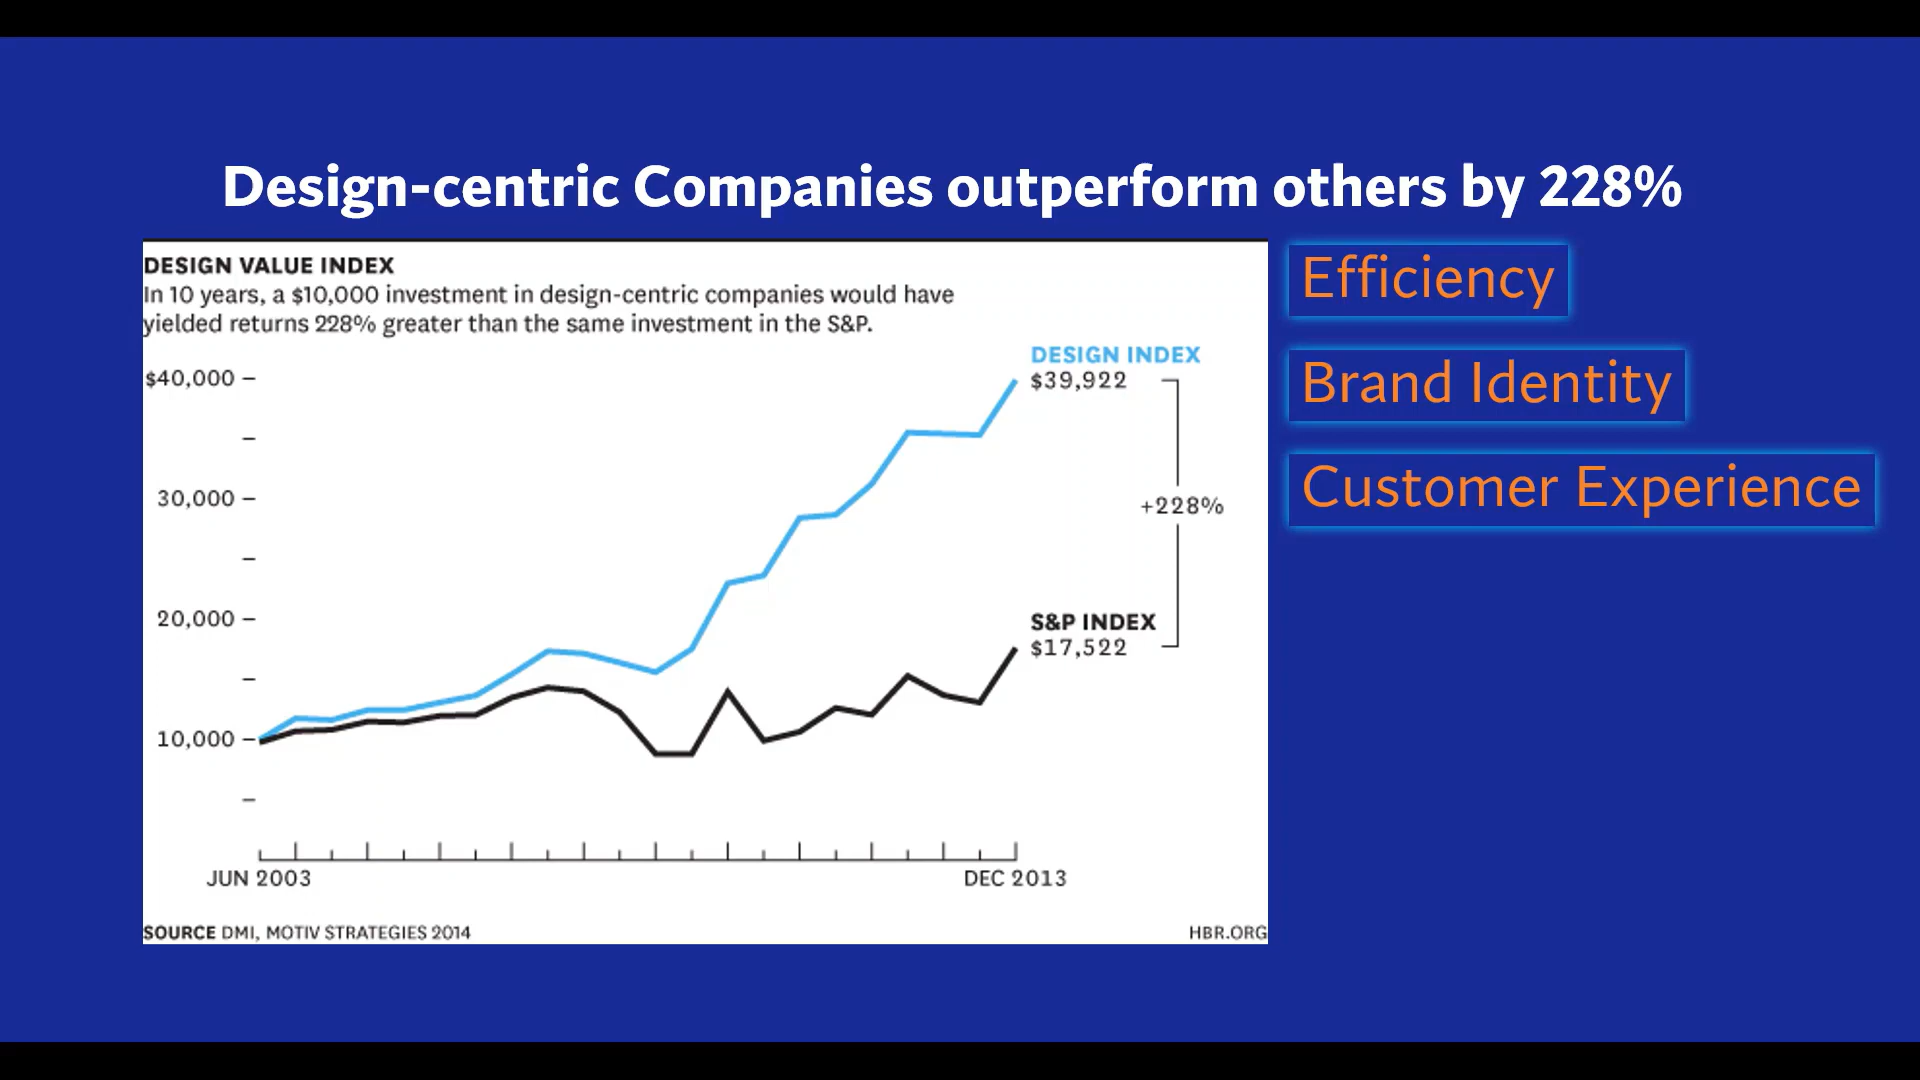 Design-centric Companies outperform others by 228%
DESIGN VALUE INDEX
In 10 years, a $10,000 investment in design-centric companies would have
yielded returns 228% greater than the same investment in the S&P.
DESIGN INDEX
$39,922
$40,000
30,000
20,000
10,000
+228%
S&P INDEX
$17,522
JUN 2003
DEC 2013
SOURCE DMI, MOTIV STRATEGIES 2014
HBR.ORG
Efficiency
Brand Identity
Customer Experience